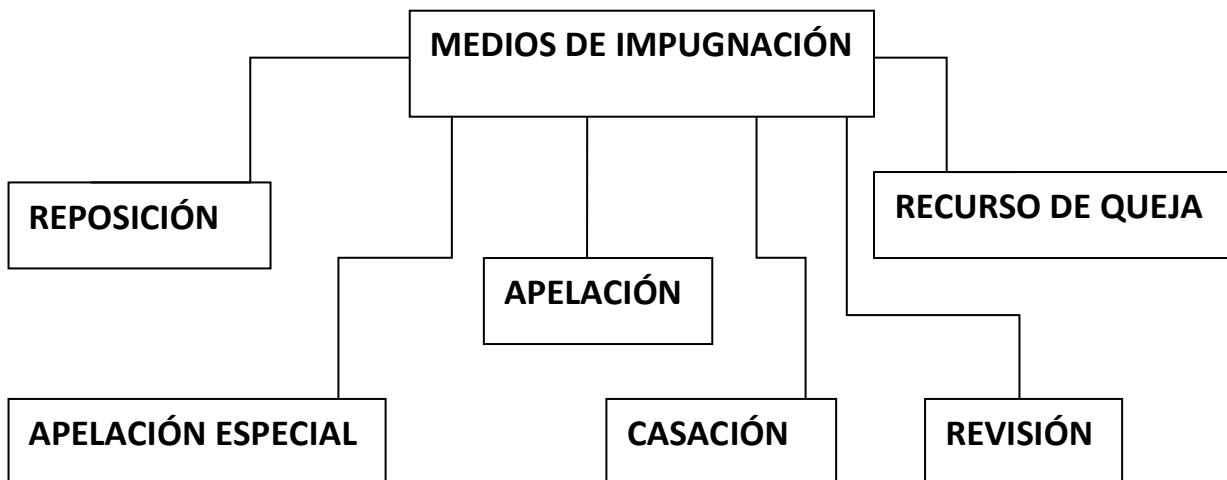 MEDIOS DE IMPUGNACIÓN
REPOSICIÓN
RECURSO DE QUEJA
APELACIÓN
APELACIÓN ESPECIAL
CASACIÓN
REVISIÓN